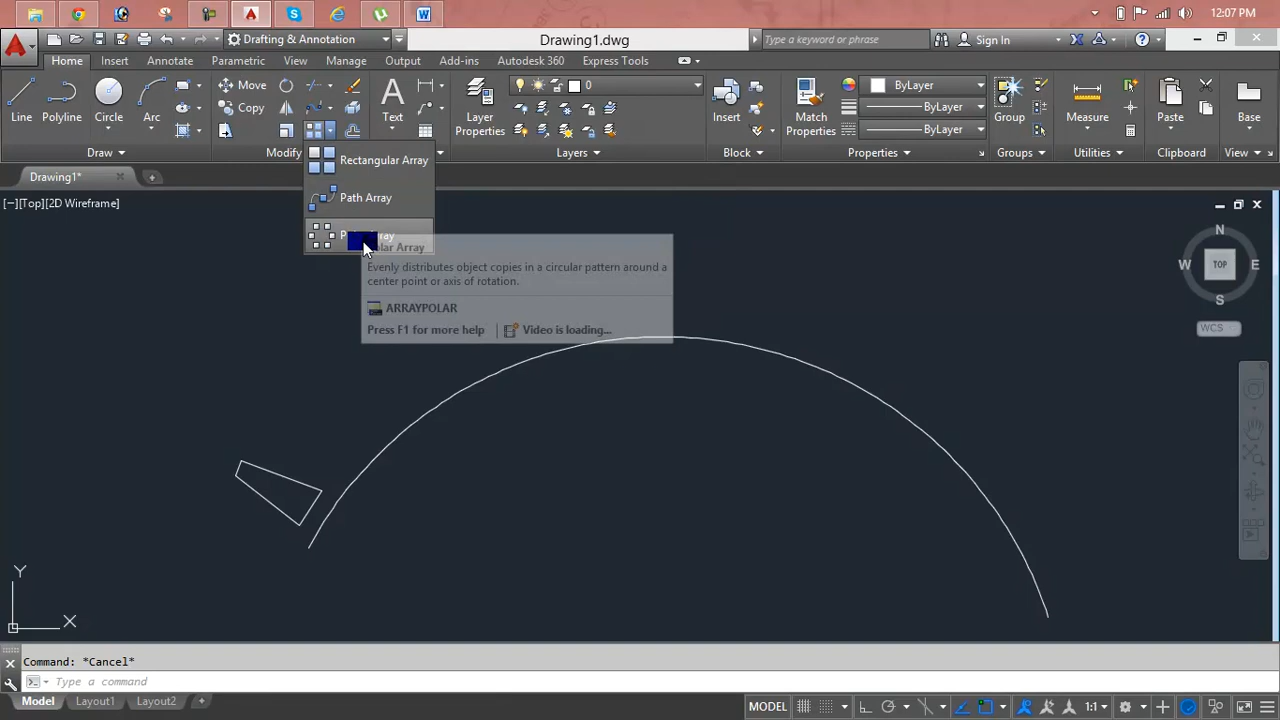 12:07 PM
Drafting & Annotation
Drawing1.dwg
Type a keyword or phrase
Sign In
Home Insert Annotate Parametric View Manage Output Add-ins Autodesk 360 Express Tools
Line
Polyline
Circle
Arc
Move
Copy
Text
Layer
Properties
0
Insert
Match
Properties
ByLayer
ByLayer
ByLayer
Group
Measure
Paste
Base
Draw
Modify
Layers
Block
Properties
Groups
Utilities
Clipboard
View
Drawing1*
Rectangular Array
Path Array
[−][Top][2D Wireframe]
Evenly distributes object copies in a circular pattern around a
center point or axis of rotation.
ARRAYPOLAR
Press F1 for more help
Video is loading...
N
W
TOP
E
S
WCS
Y
X
Command: *Cancel*
Type a command
Model Layout1 Layout2
MODEL
1:1